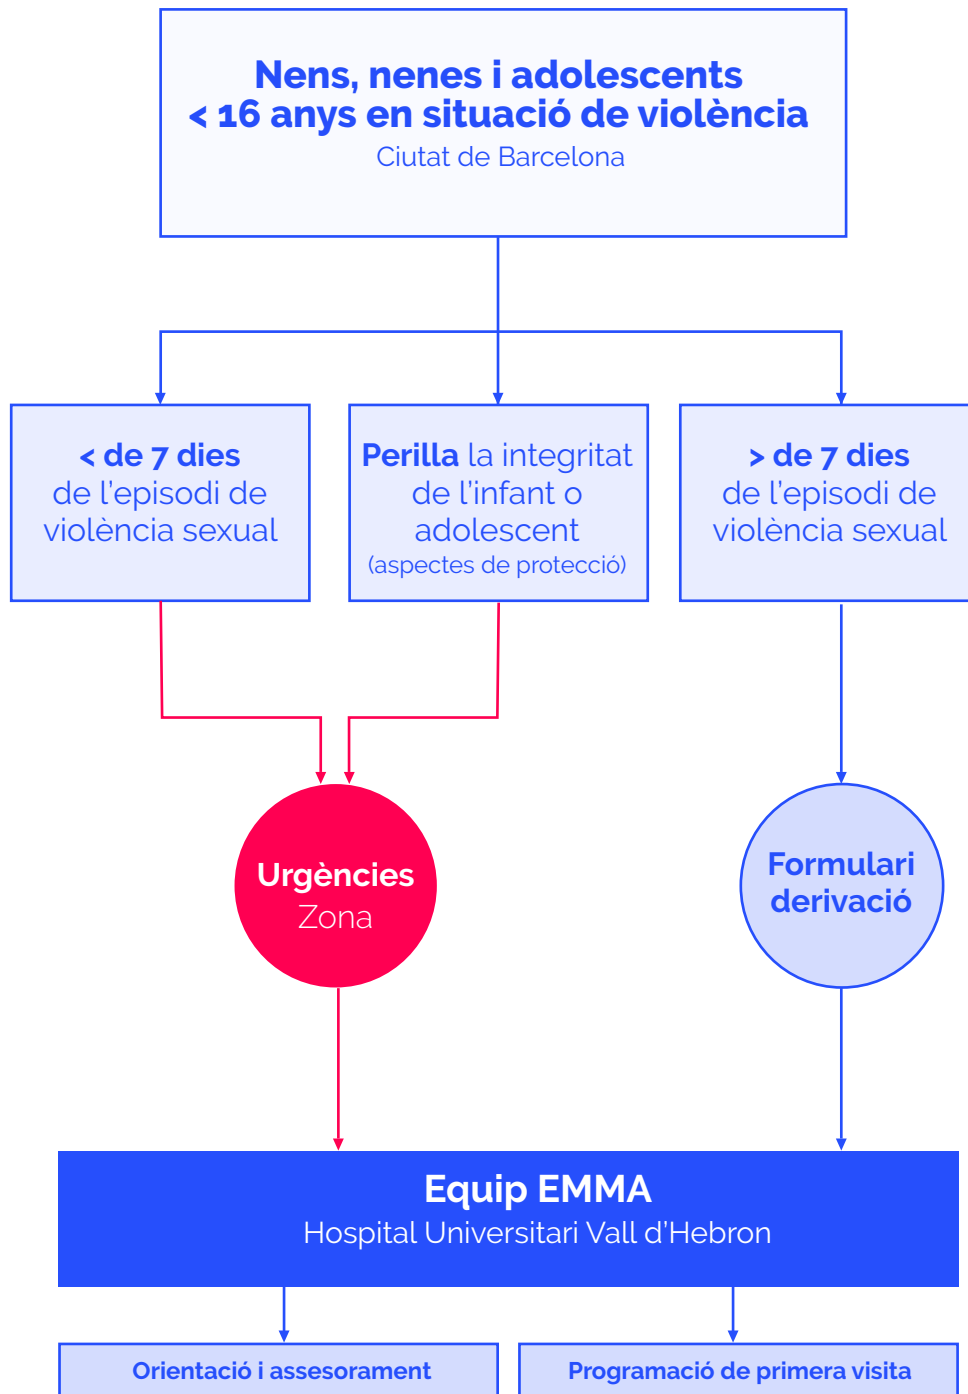 Nens, nenes i adolescents
< 16 anys en situació de violència
Ciutat de Barcelona
< de 7 dies
de l'episodi de
violència sexual
Perilla la integritat
de l'infant o
adolescent
(aspectes de protecció)
> de 7 dies
de l'episodi de
violència sexual
Urgències
Zona
Formulari
derivació
Equip EMMA
Hospital Universitari Vall d'Hebron
Orientació i assesorament
Programació de primera visita